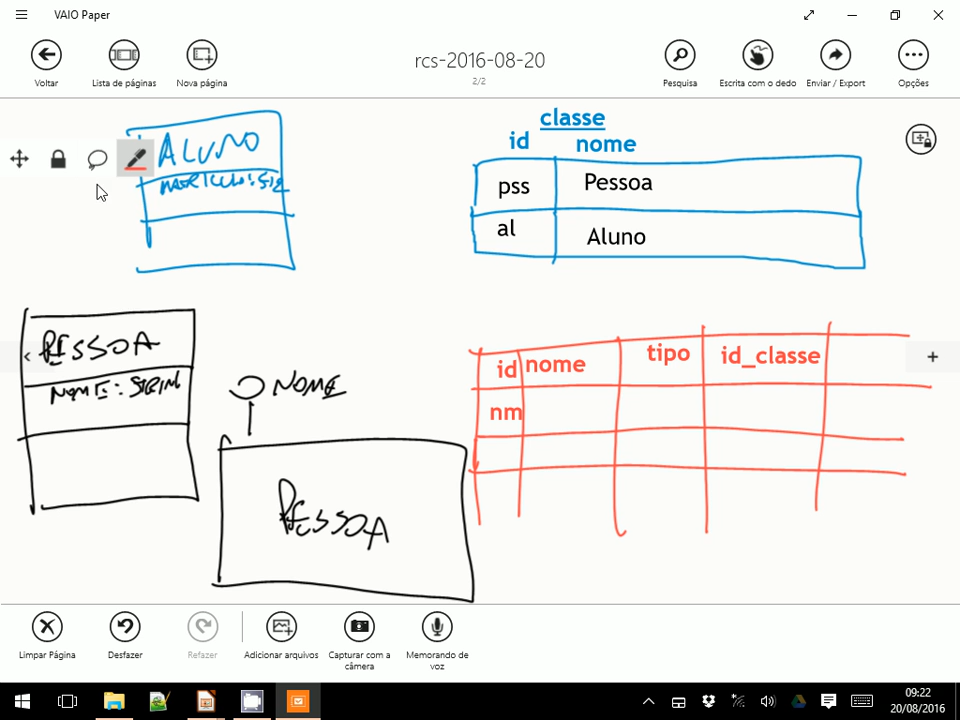 VAIO Paper
rcs-2016-08-20
2/2
Voltar
Lista de páginas
Nova página
Pesquisa
Escrita com o dedo
Enviar / Export
Opções
ALUNO
classe
id nome
pss Pessoa
al Aluno
PESSOA
NOME: STRIN
NOME
PESSOA
id nome tipo id_classe
nm
Limpar Página
Desfazer
Refazer
Adicionar arquivos
Capturar com a
câmera
Memorando de
voz
09:22
20/08/2016